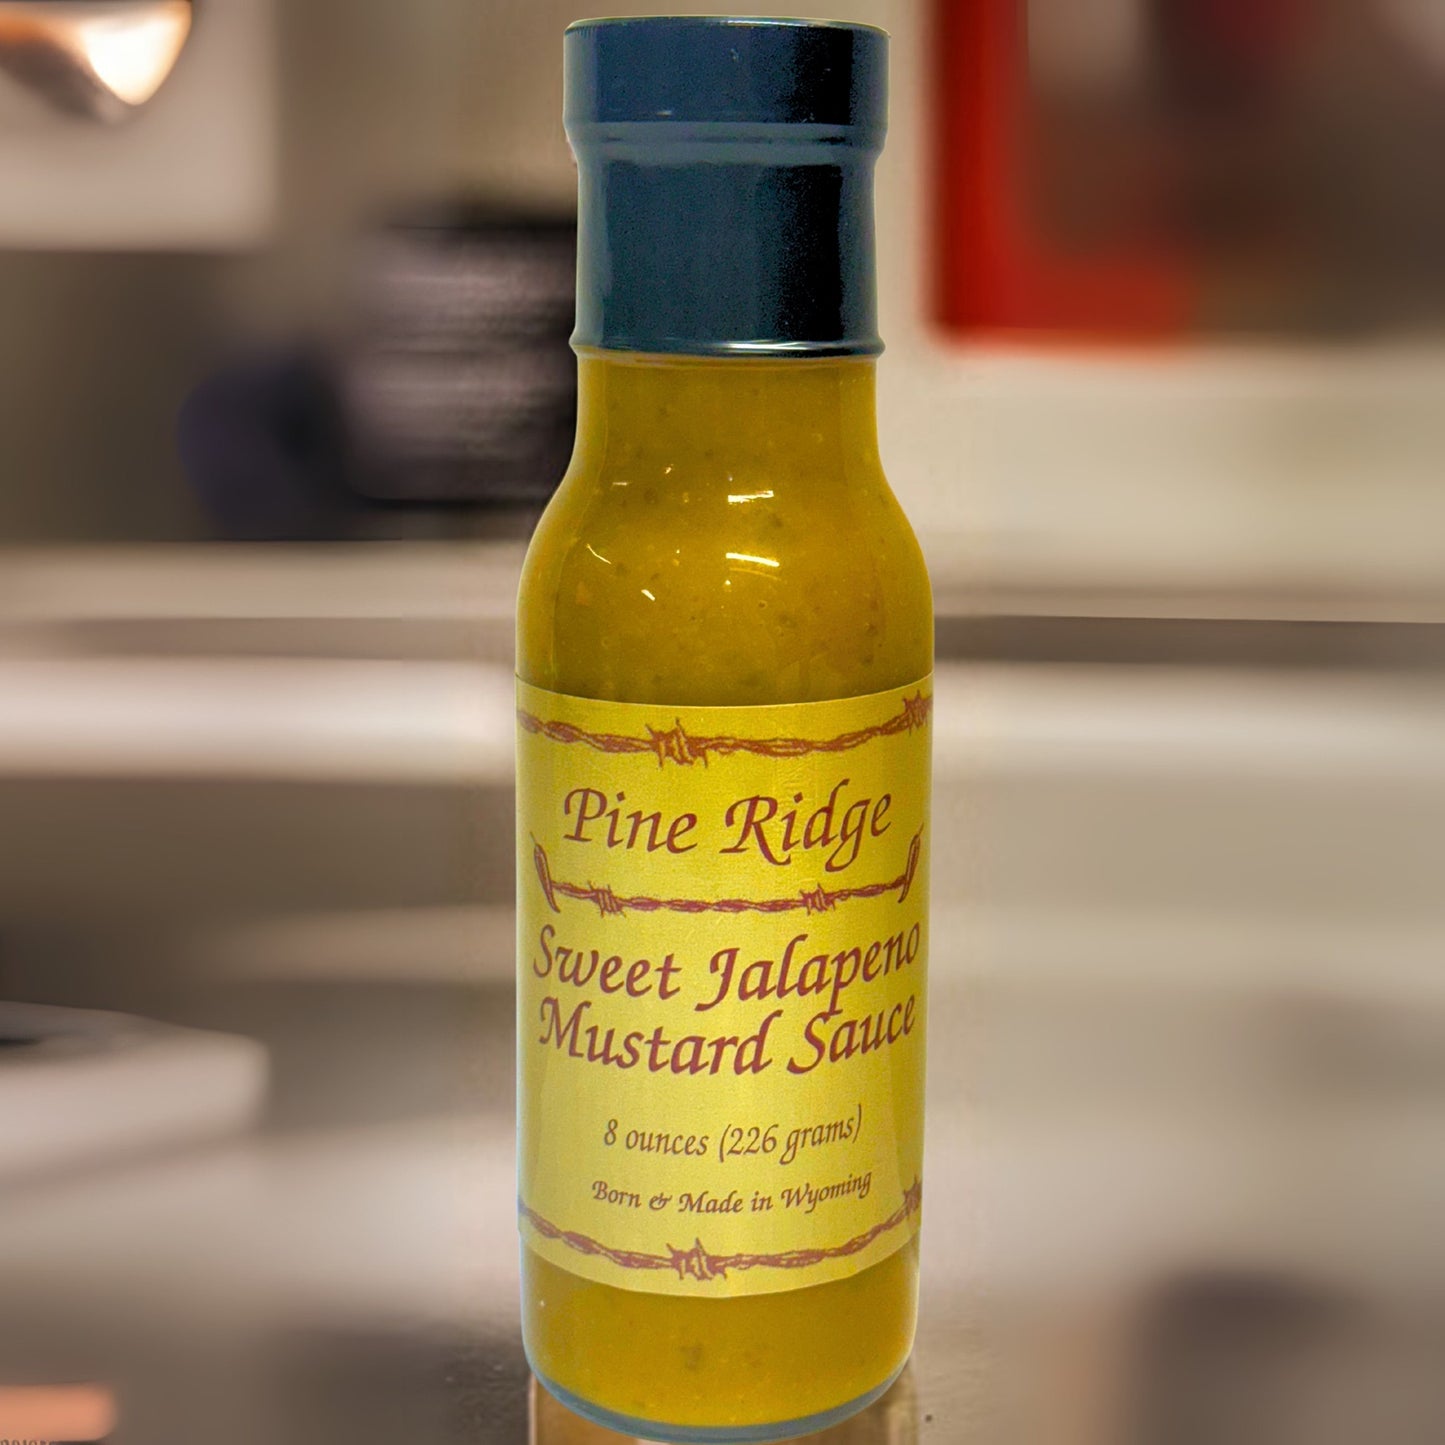 Pine Ridge
Sweet Jalapeno
Mustard Sauce
8 ounces (226 grams)
Born & Made in Wyoming